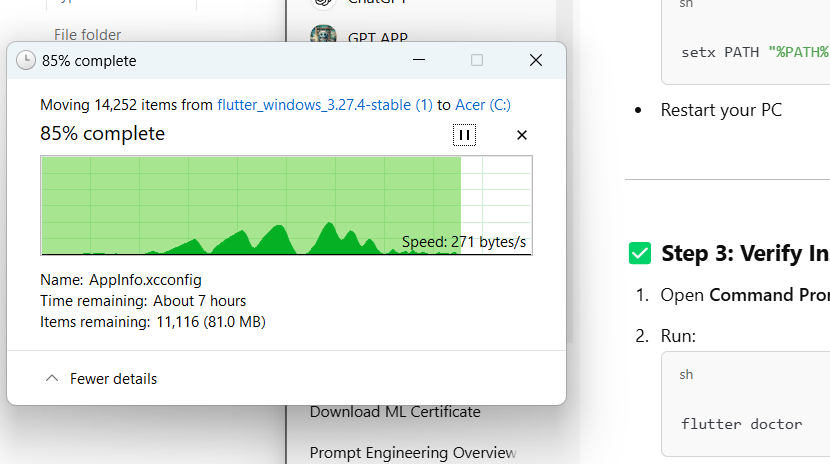 File folder
85% complete
Moving 14,252 items from flutter_windows_3.27.4-stable (1) to Acer (C:)
85% complete
Speed: 271 bytes/s
Name: AppInfo.xcconfig
Time remaining: About 7 hours
Items remaining: 11,116 (81.0 MB)
Fewer details
ChatGPT
GPT APP
Download ML Certificate
Prompt Engineering Overview
sh
setx PATH "%PATH%
Restart your PC
Step 3: Verify In
1. Open Command Pro
2. Run:
sh
flutter doctor